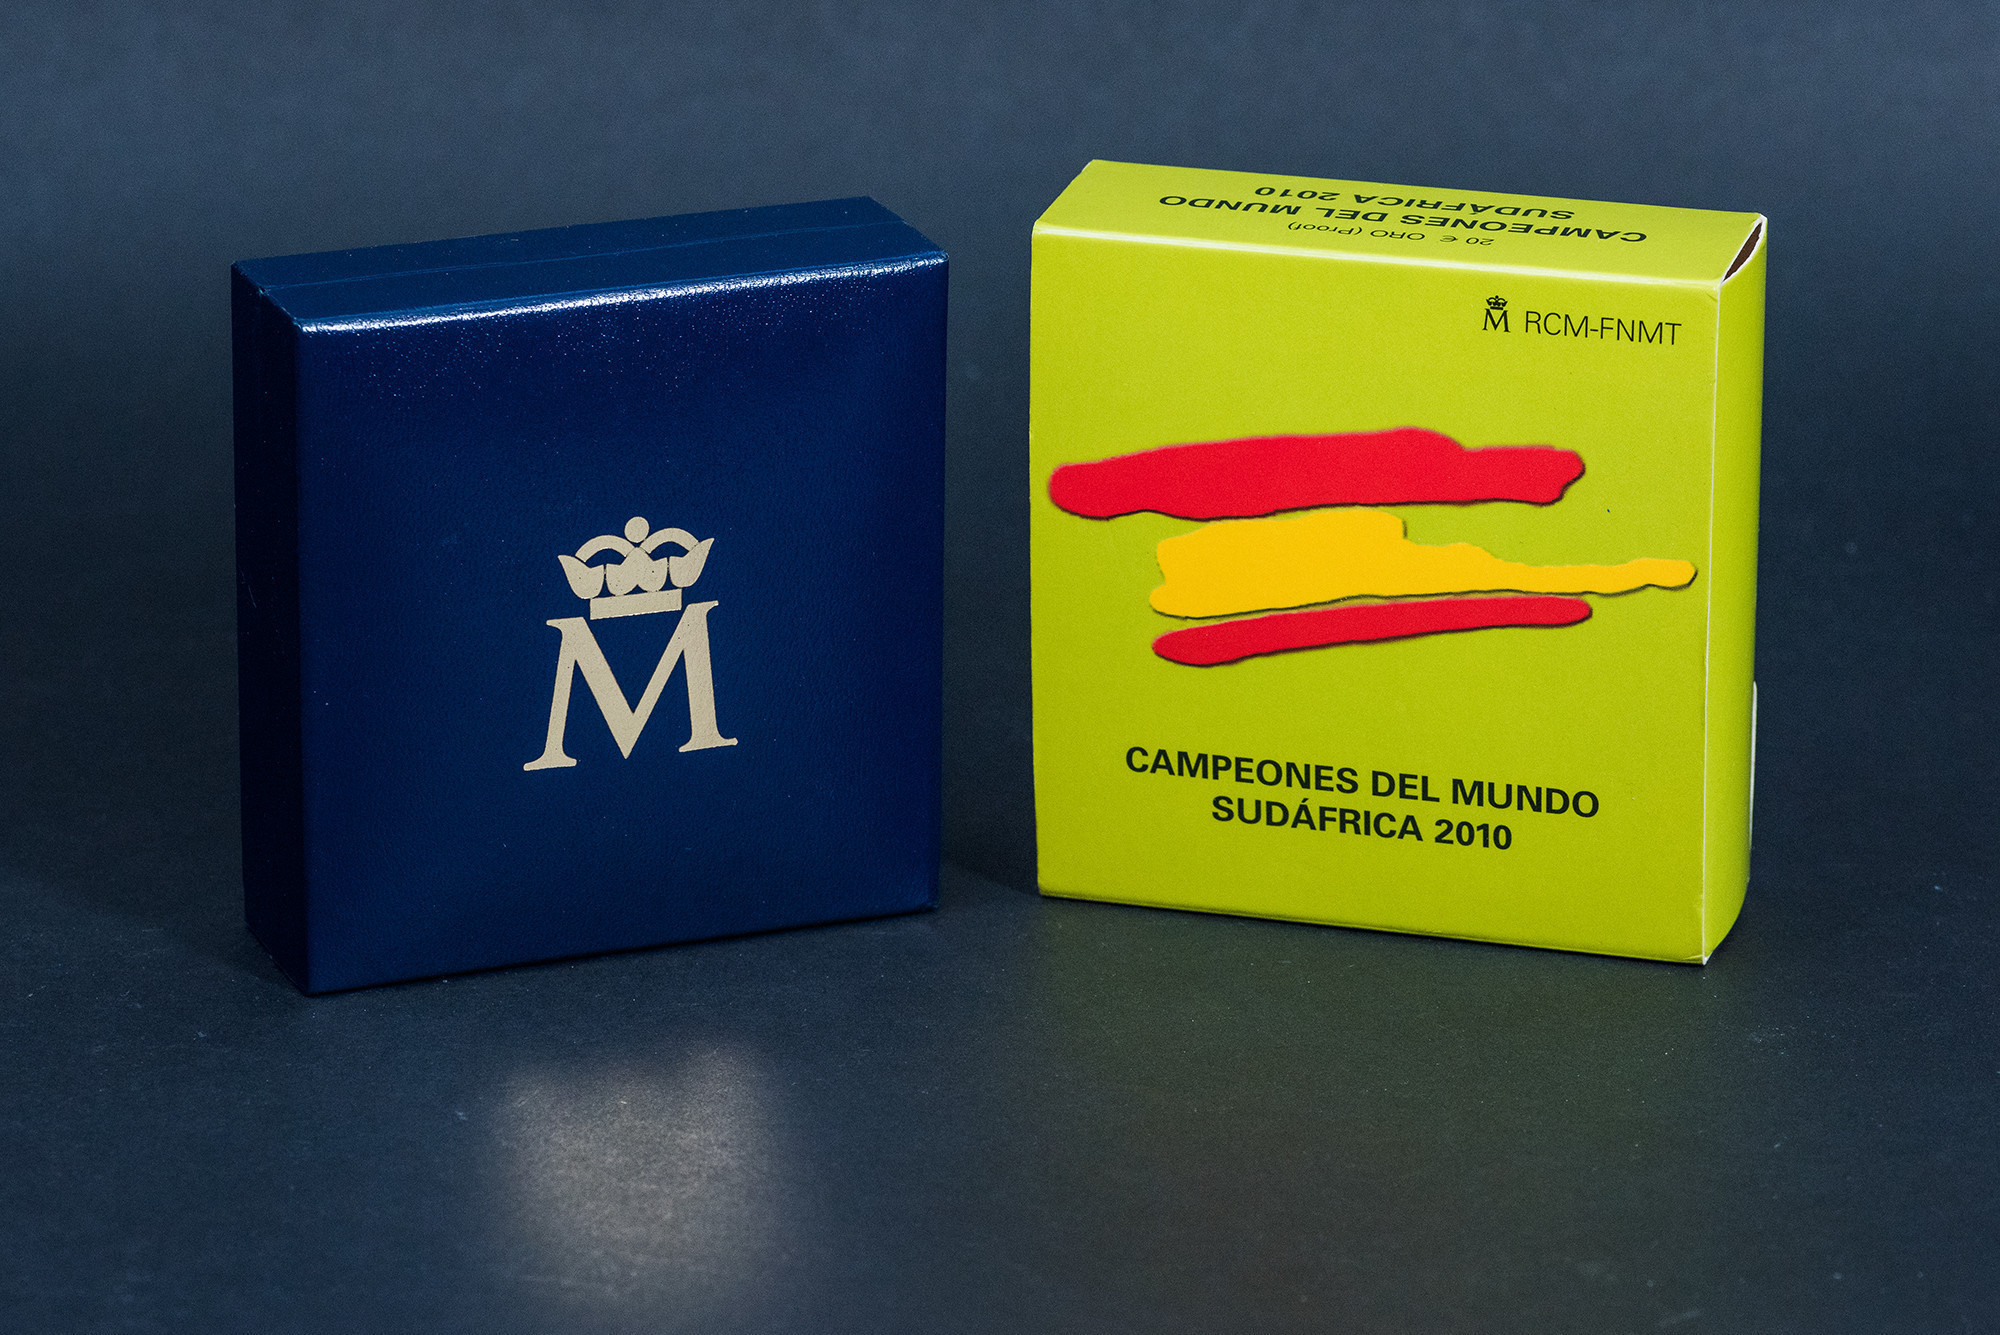 M
20 € ORO (Proof)
CAMPEONES DEL MUNDO
SUDÁFRICA 2010
M RCM-FNMT
CAMPEONES DEL MUNDO
SUDÁFRICA 2010